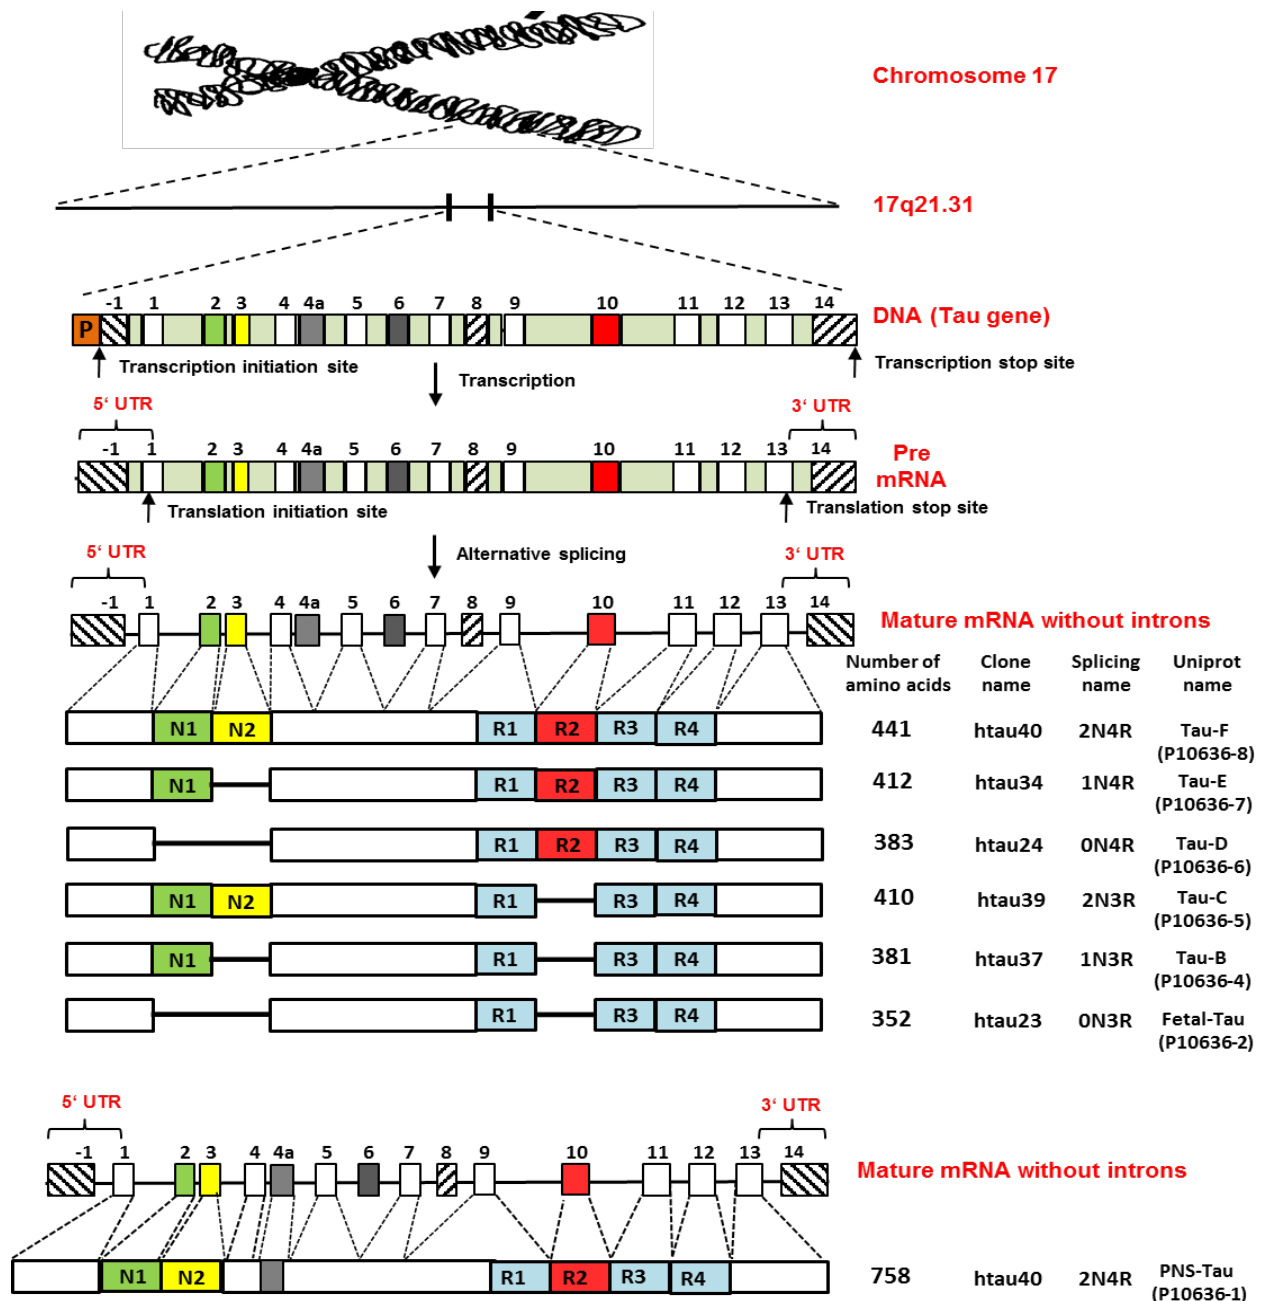 Chromosome 17
17q21.31
-1 1 2 3 4 4a 5 6 7 8 9 10 11 12 13 14
P
DNA (Tau gene)
Transcription initiation site
Transcription
Transcription stop site
5‘ UTR
3‘ UTR
-1 1 2 3 4 4a 5 6 7 8 9 10 11 12 13 14
Pre
mRNA
Translation initiation site
Translation stop site
Alternative splicing
5‘ UTR
3‘ UTR
-1 1 2 3 4 4a 5 6 7 8 9 10 11 12 13 14
Mature mRNA without introns
Number of amino acids
Clone name
Splicing name
Uniprot name
N1 N2 R1 R2 R3 R4 441 htau40 2N4R Tau-F
(P10636-8)
N1 R1 R2 R3 R4 412 htau34 1N4R Tau-E
(P10636-7)
R1 R2 R3 R4 383 htau24 0N4R Tau-D
(P10636-6)
N1 N2 R1 R3 R4 410 htau39 2N3R Tau-C
(P10636-5)
N1 R1 R3 R4 381 htau37 1N3R Tau-B
(P10636-4)
R1 R3 R4 352 htau23 0N3R Fetal-Tau
(P10636-2)
5‘ UTR
3‘ UTR
-1 1 2 3 4 4a 5 6 7 8 9 10 11 12 13 14
Mature mRNA without introns
N1 N2 R1 R2 R3 R4 758 htau40 2N4R PNS-Tau
(P10636-1)